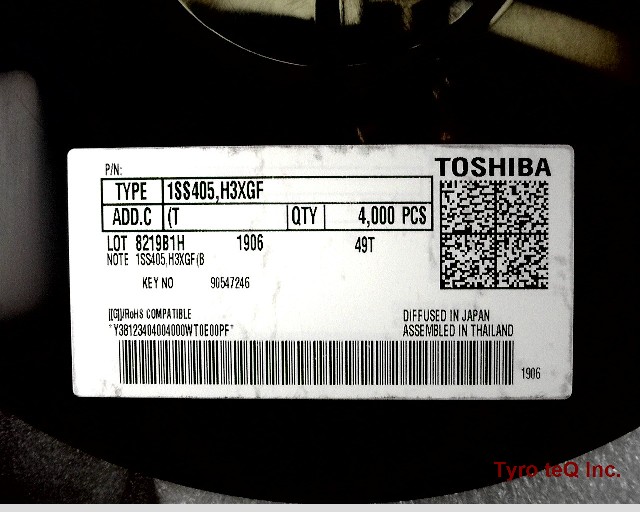 P/N:
TOSHIBA
TYPE 1SS405,H3XGF
ADD.C (T QTY 4,000 PCS
LOT 8219B1H 1906 49T
NOTE 1SS405,H3XGF(B
KEY NO 90547246
[[G]]/RoHS COMPATIBLE
*Y38123404004000WT0E00PF*
DIFFUSED IN JAPAN
ASSEMBLED IN THAILAND
1906
Tyro teQ Inc.